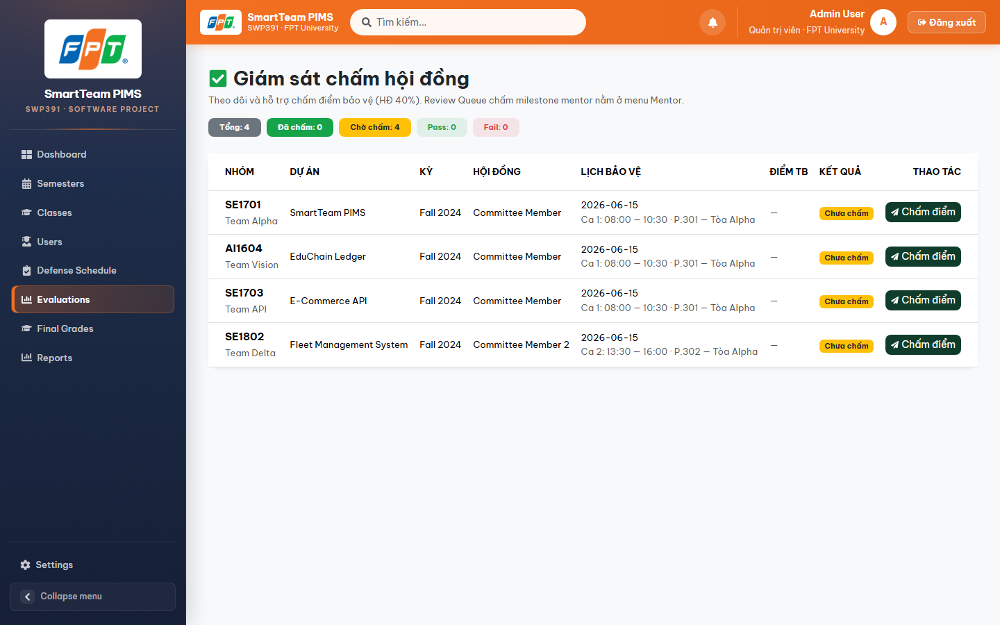 FPT
SmartTeam PIMS
SWP391 · SOFTWARE PROJECT
Dashboard
Semesters
Classes
Users
Defense Schedule
Evaluations
Final Grades
Reports
Settings
Collapse menu
FPT
SmartTeam PIMS
SWP391 · FPT University
Tìm kiếm...
Admin User
Quản trị viên · FPT University
A
Đăng xuất
Giám sát chấm hội đồng
Theo dõi và hỗ trợ chấm điểm bảo vệ (HĐ 40%). Review Queue chấm milestone mentor nằm ở menu Mentor.
Tổng: 4 Đã chấm: 0 Chờ chấm: 4 Pass: 0 Fail: 0
NHÓM DỰ ÁN KỲ HỘI ĐỒNG LỊCH BẢO VỆ ĐIỂM TB KẾT QUẢ THAO TÁC
SE1701
Team Alpha
SmartTeam PIMS
Fall 2024
Committee Member
2026-06-15
Ca 1: 08:00 — 10:30 · P.301 — Tòa Alpha
—
Chưa chấm
Chấm điểm
AI1604
Team Vision
EduChain Ledger
Fall 2024
Committee Member
2026-06-15
Ca 1: 08:00 — 10:30 · P.301 — Tòa Alpha
—
Chưa chấm
Chấm điểm
SE1703
Team API
E-Commerce API
Fall 2024
Committee Member
2026-06-15
Ca 1: 08:00 — 10:30 · P.301 — Tòa Alpha
—
Chưa chấm
Chấm điểm
SE1802
Team Delta
Fleet Management System
Fall 2024
Committee Member 2
2026-06-15
Ca 2: 13:30 — 16:00 · P.302 — Tòa Alpha
—
Chưa chấm
Chấm điểm